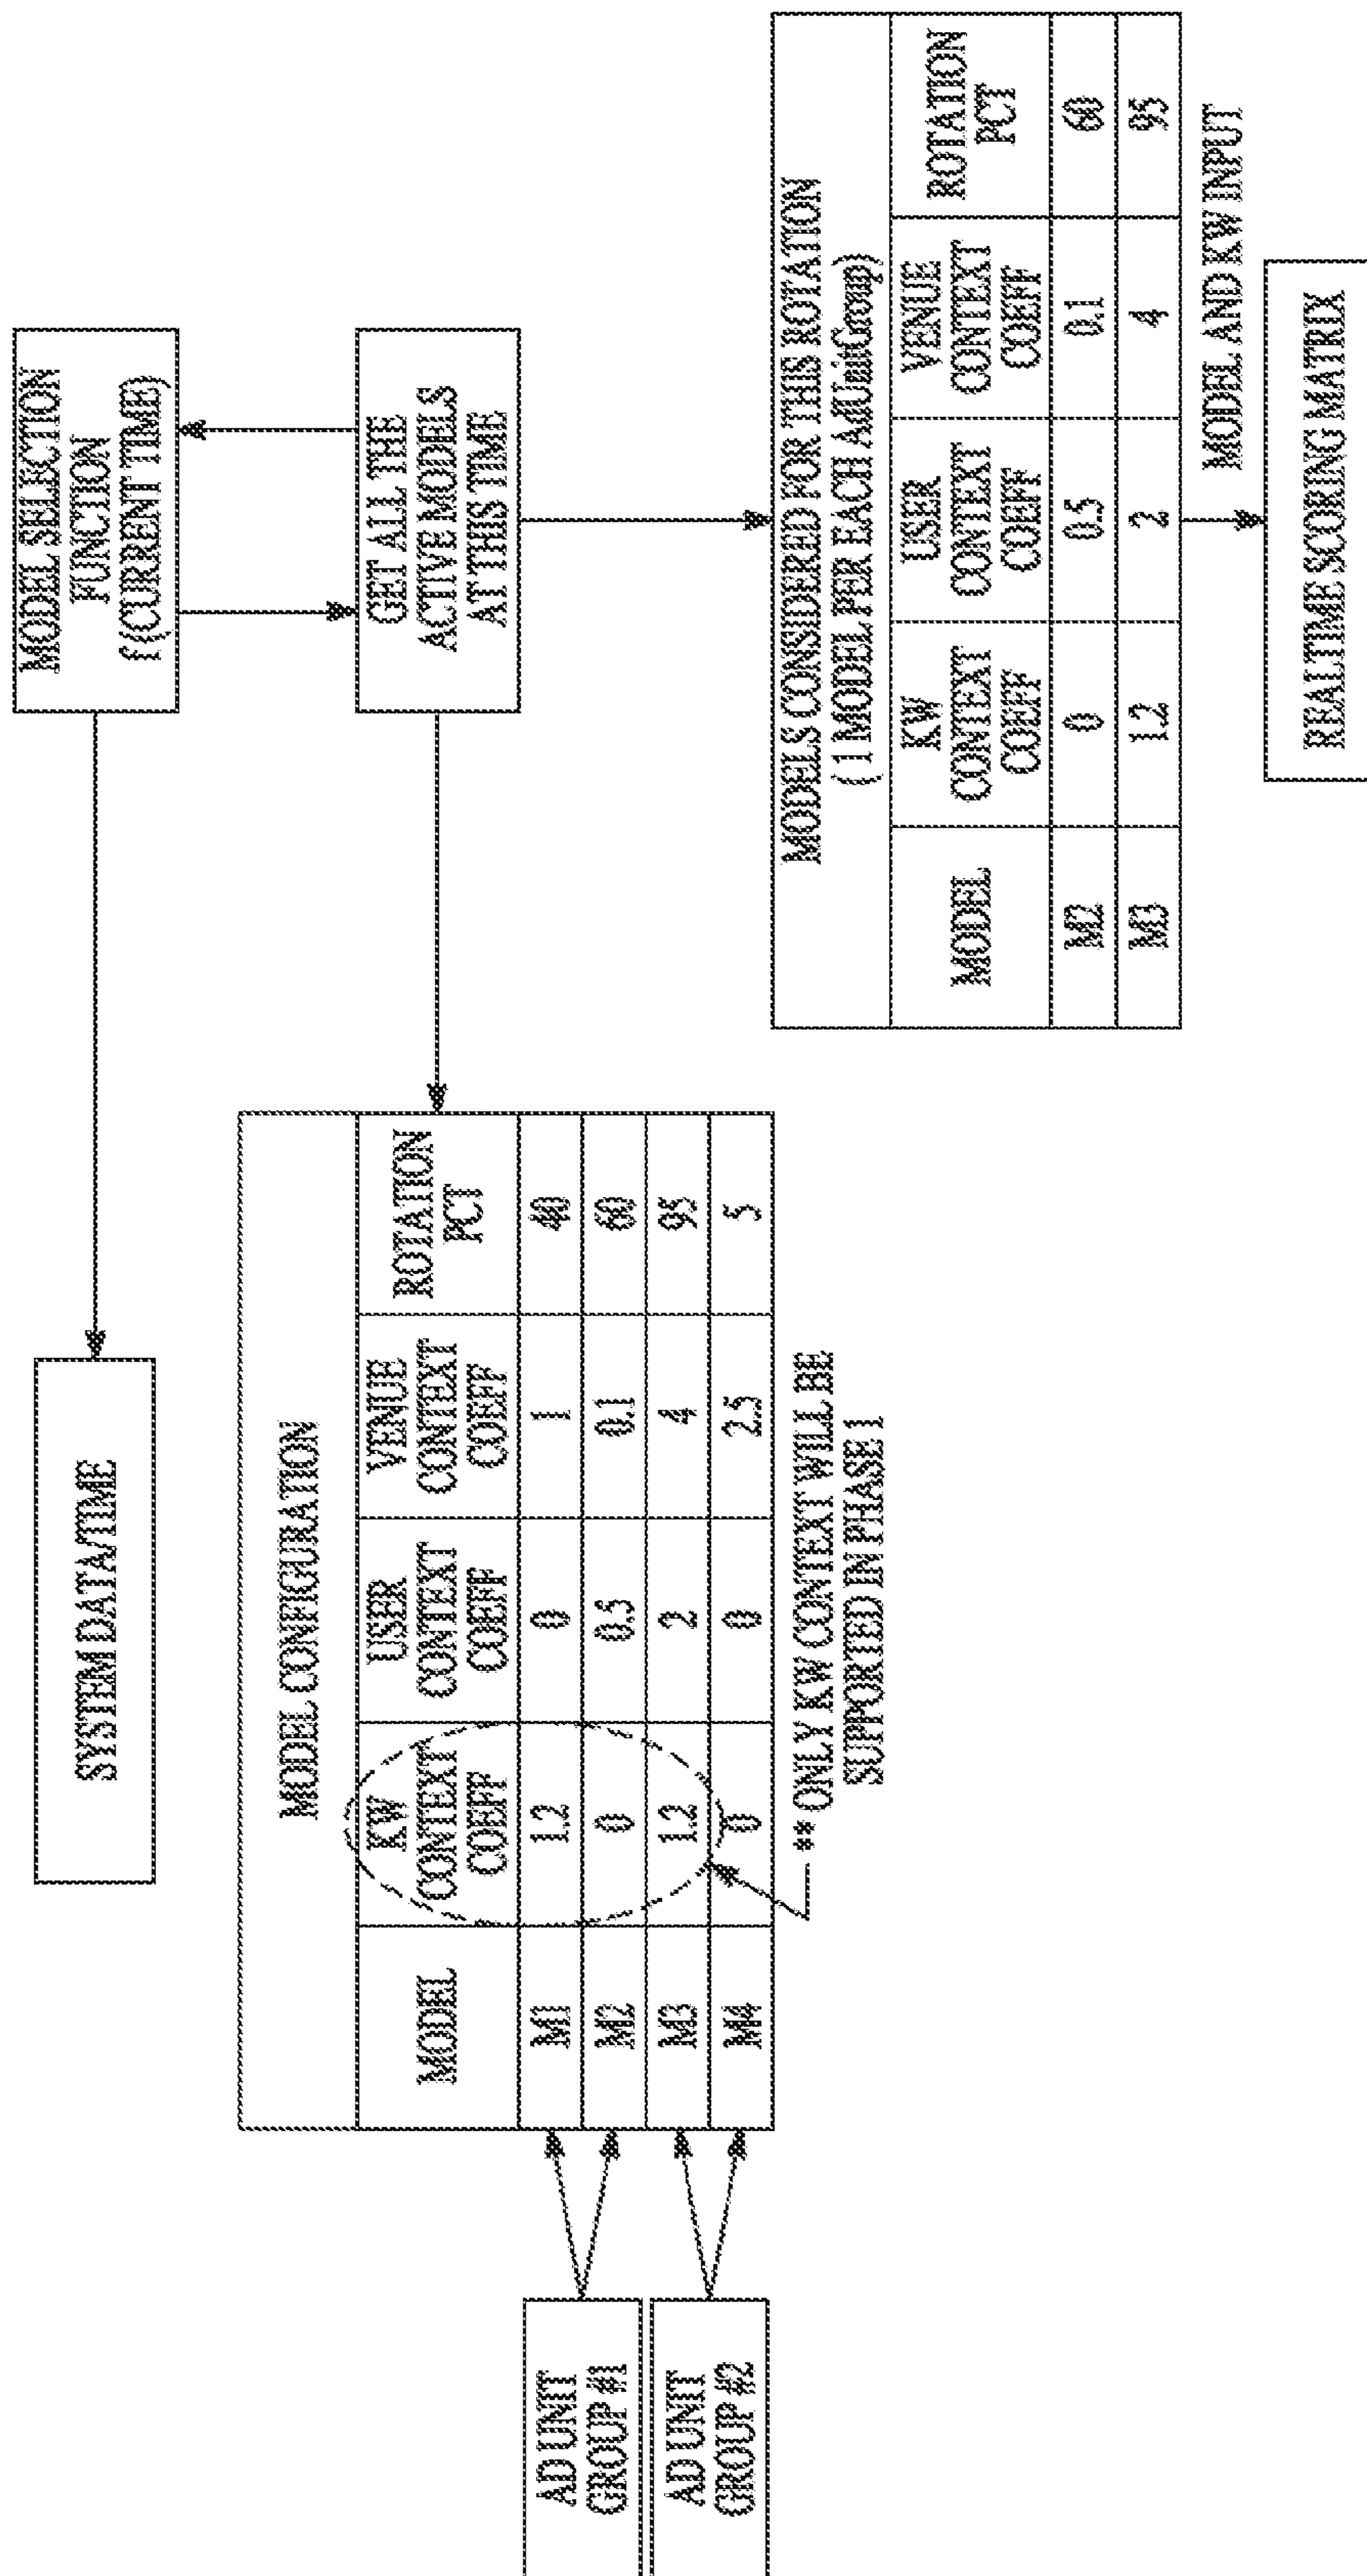 SYSTEM DATA/TIME
MODEL SELECTION
FUNCTION
f(CURRENT TIME)
GET ALL THE
ACTIVE MODELS
AT THIS TIME
MODEL CONFIGURATION
MODEL
KW
CONTEXT
COEFF
USER
CONTEXT
COEFF
VENUE
CONTEXT
COEFF
ROTATION
PCT
M1 1.2 0 1 40
M2 0 0.5 0.1 60
M3 1.2 2 4 95
M4 0 0 2.5 5
AD UNIT
GROUP #1
AD UNIT
GROUP #2
** ONLY KW CONTEXT WILL BE
SUPPORTED IN PHASE 1
MODELS CONSIDERED FOR THIS ROTATION
( 1 MODEL PER EACH AdUnitGroup)
MODEL
KW
CONTEXT
COEFF
USER
CONTEXT
COEFF
VENUE
CONTEXT
COEFF
ROTATION
PCT
M2 0 0.5 0.1 60
M3 1.2 2 4 95
MODEL AND KW INPUT
REALTIME SCORING MATRIX